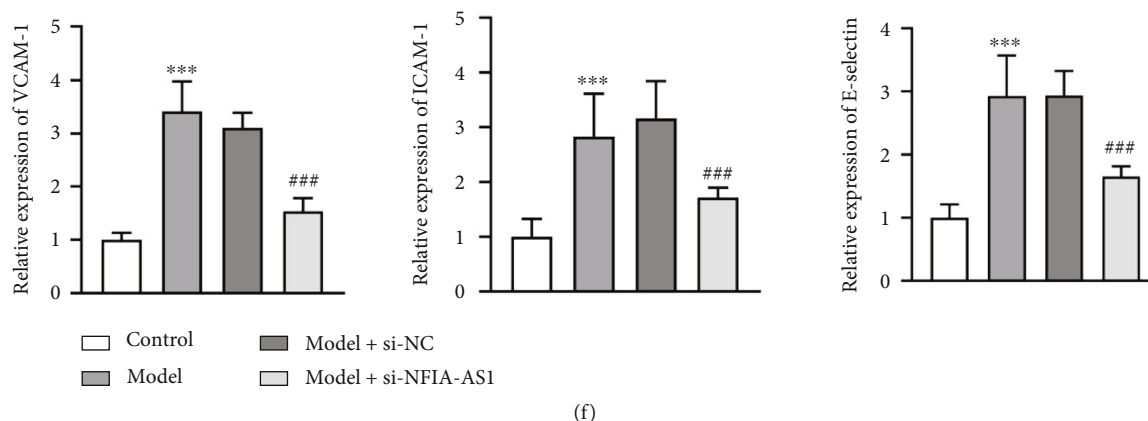 Relative expression of VCAM-1
5
4
3
2
1
0
***
###
Relative expression of ICAM-1
5
4
3
2
1
0
***
###
Relative expression of E-selectin
4
3
2
1
0
***
###
Control
Model
Model + si-NC
Model + si-NFIA-AS1
(f)